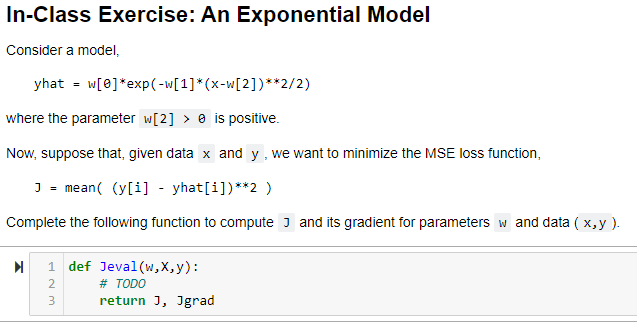 In-Class Exercise: An Exponential Model
Consider a model,
yhat = w[0]*exp(-w[1]*(x-w[2])**2/2)
where the parameter w[2] > 0 is positive.
Now, suppose that, given data x and y , we want to minimize the MSE loss function,
J = mean( (y[i] - yhat[i])**2 )
Complete the following function to compute J and its gradient for parameters w and data ( x,y ).
1 def Jeval(w,X,y):
2     # TODO
3     return J, Jgrad